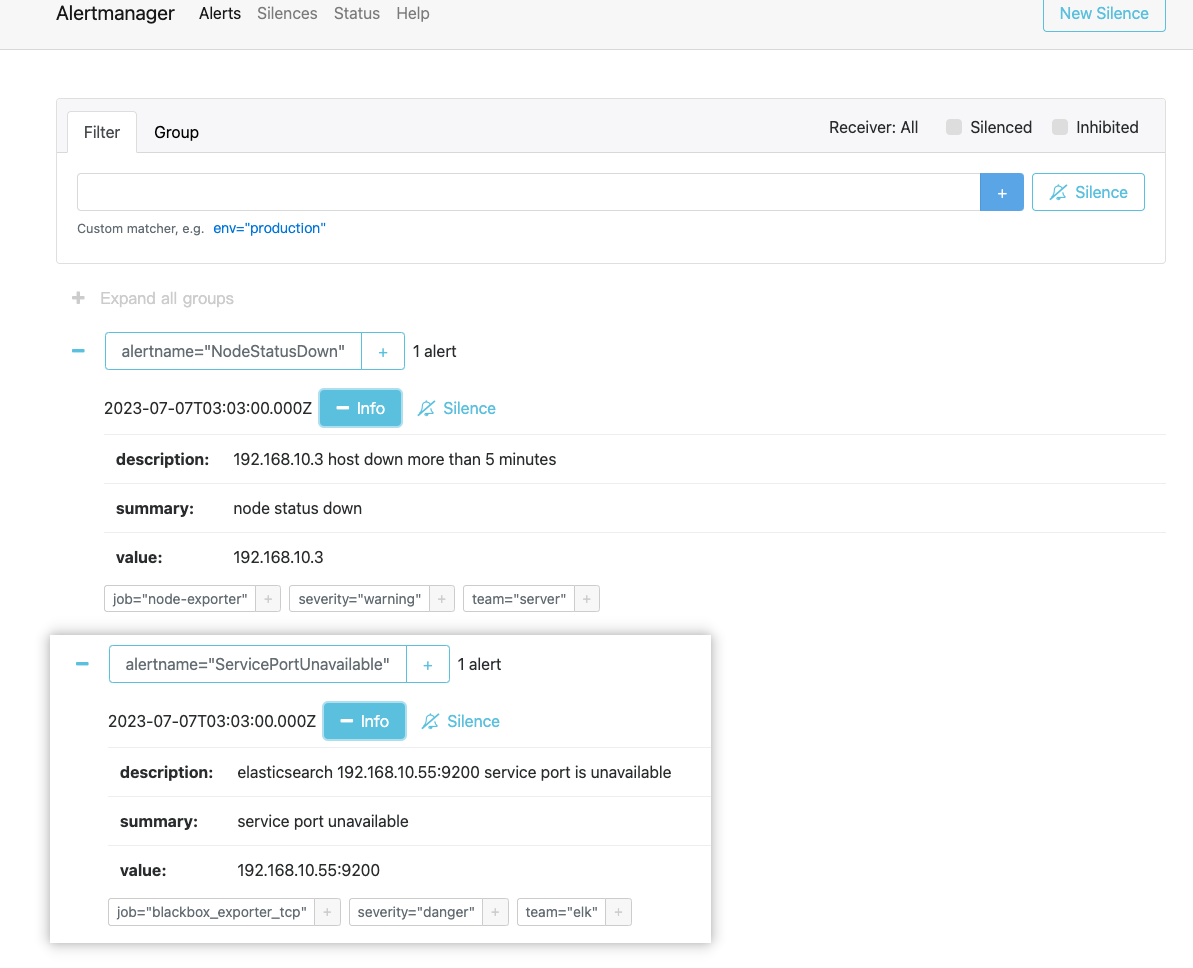 Alertmanager Alerts Silences Status Help New Silence
Filter Group Receiver: All Silenced Inhibited
+ Silence
Custom matcher, e.g. env="production"
+ Expand all groups
− alertname="NodeStatusDown" + 1 alert
2023-07-07T03:03:00.000Z − Info Silence
description: 192.168.10.3 host down more than 5 minutes
summary: node status down
value: 192.168.10.3
job="node-exporter" + severity="warning" + team="server" +
− alertname="ServicePortUnavailable" + 1 alert
2023-07-07T03:03:00.000Z − Info Silence
description: elasticsearch 192.168.10.55:9200 service port is unavailable
summary: service port unavailable
value: 192.168.10.55:9200
job="blackbox_exporter_tcp" + severity="danger" + team="elk" +